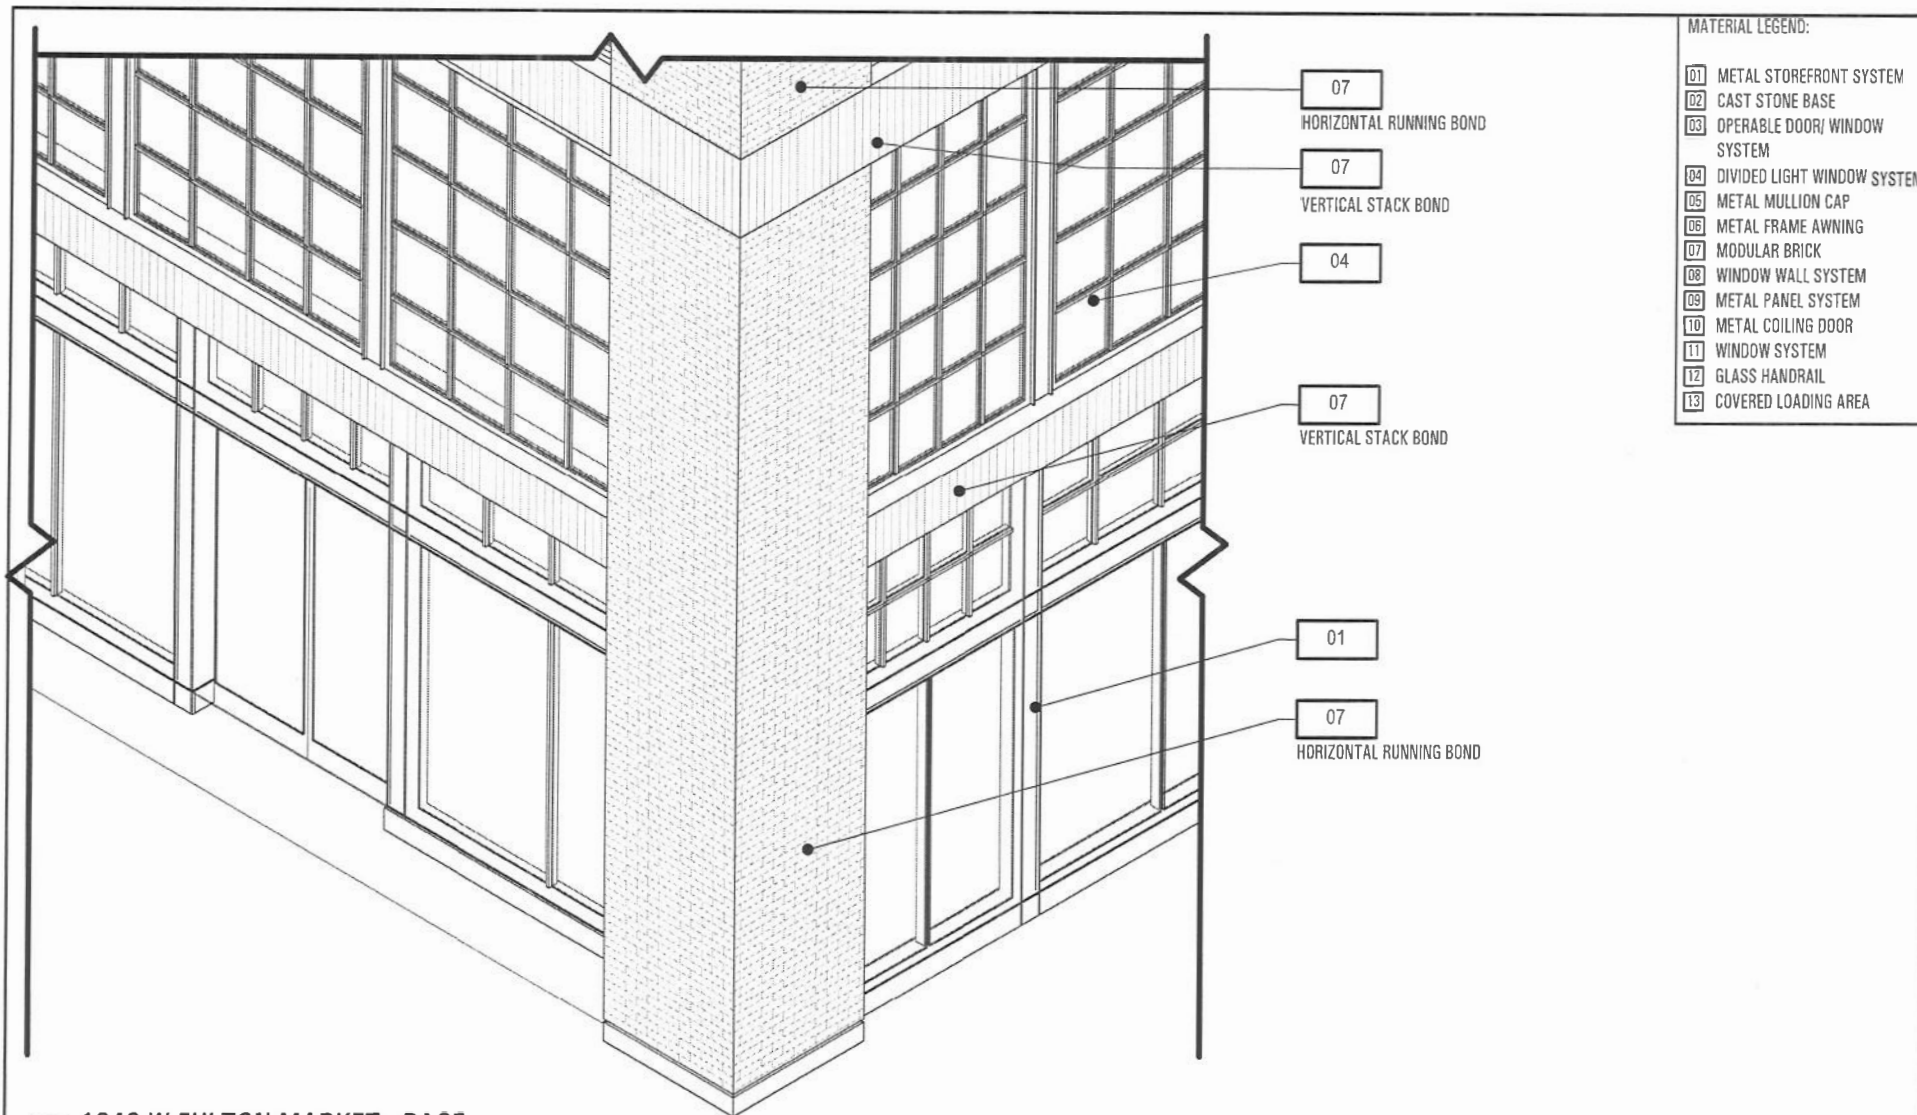 07
HORIZONTAL RUNNING BOND
07
VERTICAL STACK BOND
04
07
VERTICAL STACK BOND
01
07
HORIZONTAL RUNNING BOND
MATERIAL LEGEND:
01 METAL STOREFRONT SYSTEM
02 CAST STONE BASE
03 OPERABLE DOOR/ WINDOW
SYSTEM
04 DIVIDED LIGHT WINDOW SYSTEM
05 METAL MULLION CAP
06 METAL FRAME AWNING
07 MODULAR BRICK
08 WINDOW WALL SYSTEM
09 METAL PANEL SYSTEM
10 METAL COILING DOOR
11 WINDOW SYSTEM
12 GLASS HANDRAIL
13 COVERED LOADING AREA
W FULTON MARKET